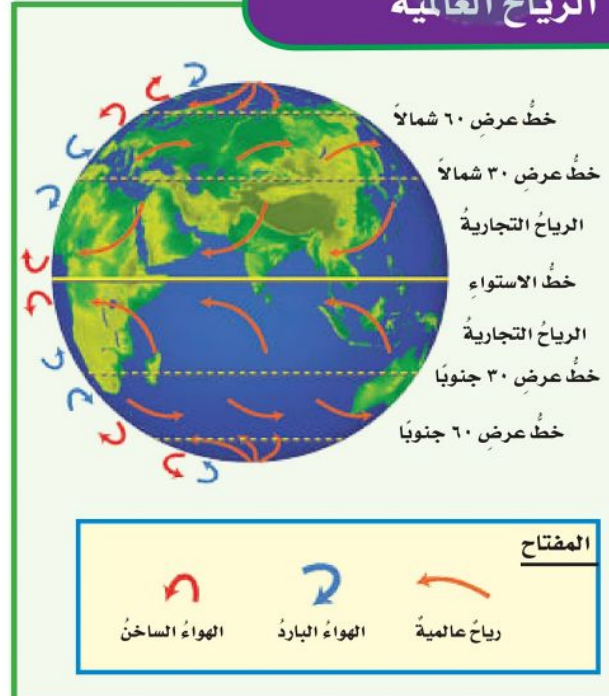 الرياح العالمية
خطُّ عرضِ ٦٠ شمالاً
خطُّ عرضِ ٣٠ شمالاً
الرياحُ التجاريةُ
خطُّ الاستواءِ
الرياحُ التجاريةُ
خطُّ عرضِ ٣٠ جنوبًا
خطُّ عرضِ ٦٠ جنوبًا
المفتاح
رياحٌ عالميةٌ
الهواءُ الباردُ
الهواءُ الساخنُ